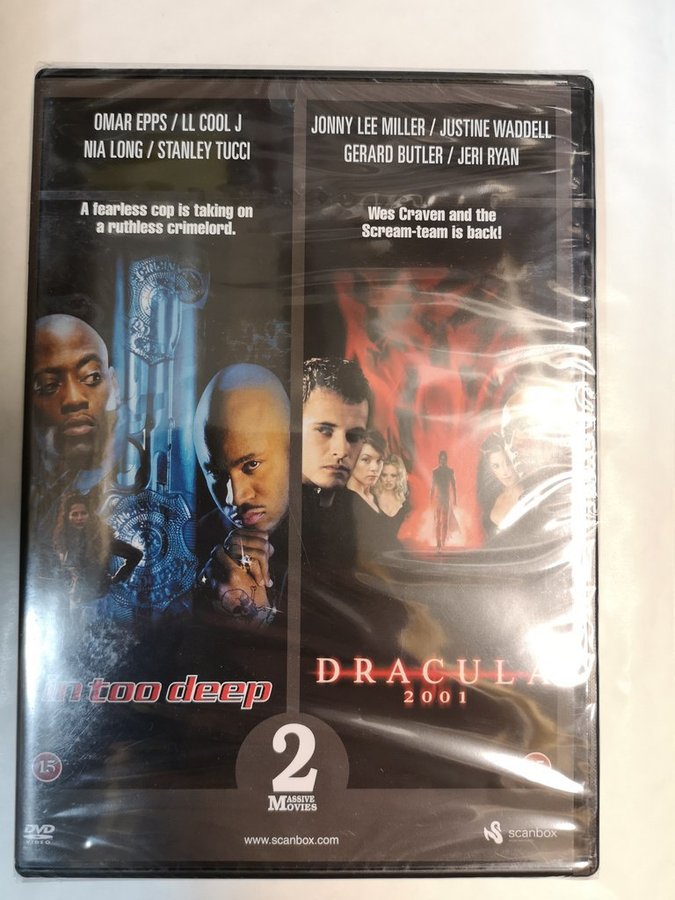 OMAR EPPS / LL COOL J
NIA LONG / STANLEY TUCCI
A fearless cop is taking on
a ruthless crimelord.
in too deep
15
JONNY LEE MILLER / JUSTINE WADDELL
GERARD BUTLER / JERI RYAN
Wes Craven and the
Scream-team is back!
DRACULA
2001
2
MASSIVE
MOVIES
DVD
VIDEO
www.scanbox.com
scanbox